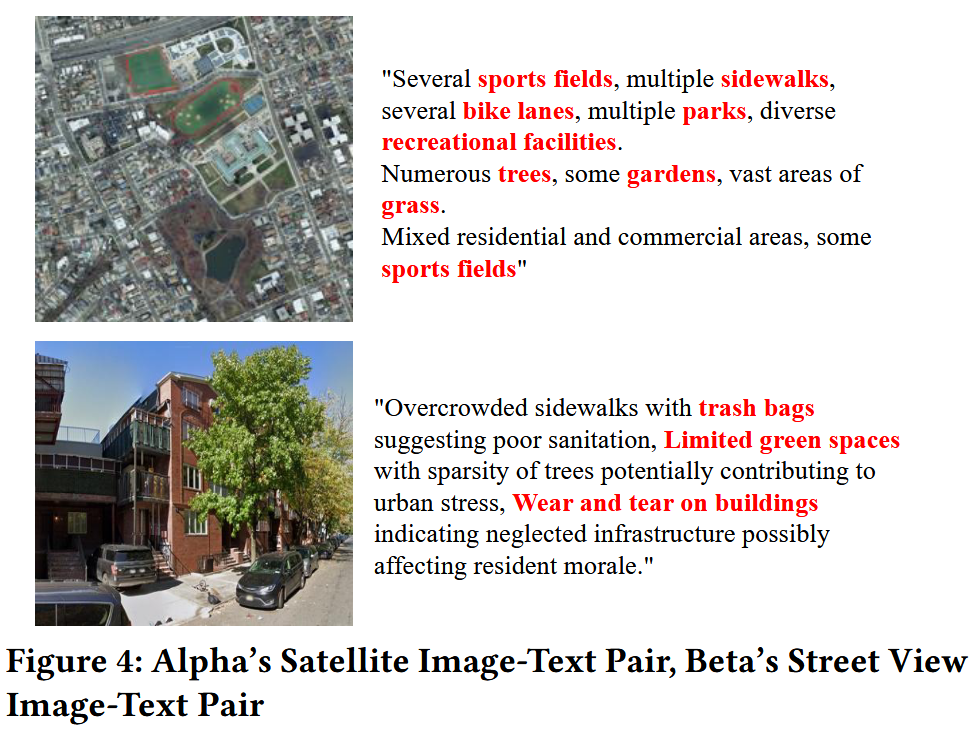 "Several sports fields, multiple sidewalks,
several bike lanes, multiple parks, diverse
recreational facilities.
Numerous trees, some gardens, vast areas of
grass.
Mixed residential and commercial areas, some
sports fields"
"Overcrowded sidewalks with trash bags
suggesting poor sanitation, Limited green spaces
with sparsity of trees potentially contributing to
urban stress, Wear and tear on buildings
indicating neglected infrastructure possibly
affecting resident morale."
Figure 4: Alpha's Satellite Image-Text Pair, Beta's Street View
Image-Text Pair